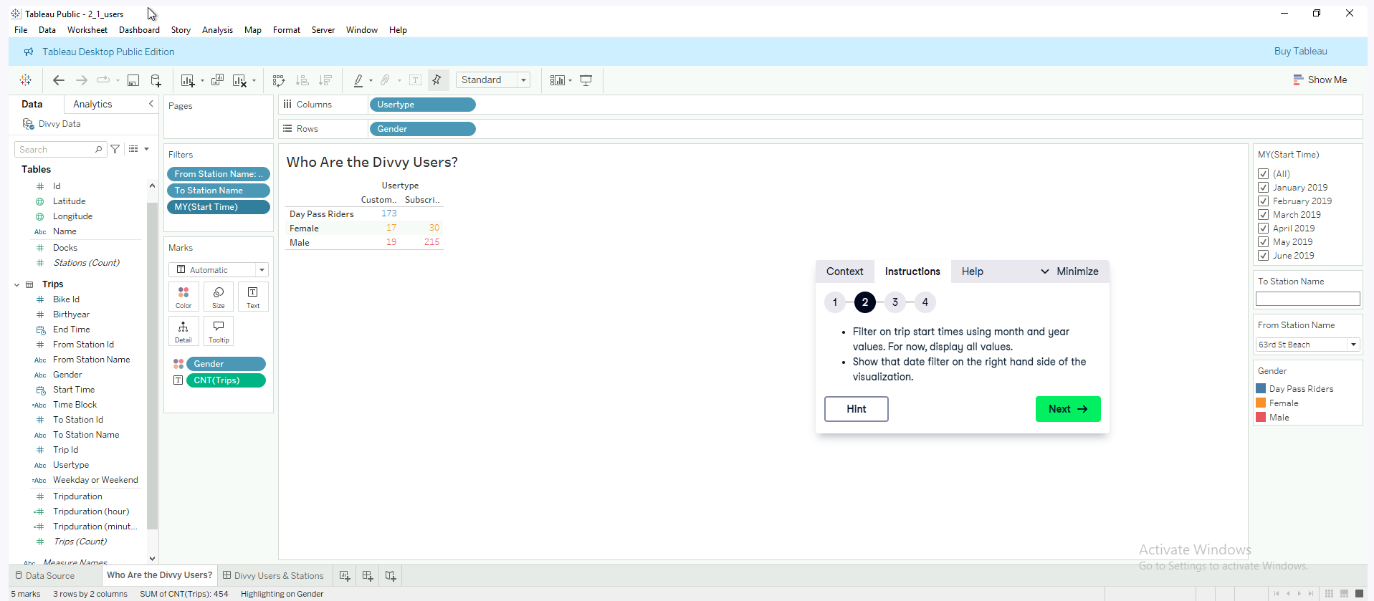 Tableau Public - 2_1_users
File Data Worksheet Dashboard Story Analysis Map Format Server Window Help
Tableau Desktop Public Edition
Buy Tableau
Standard
Show Me
Data Analytics
Divvy Data
Search
Tables
# Id
Latitude
Longitude
Abc Name
# Docks
# Stations (Count)
Trips
# Bike Id
# Birthyear
End Time
# From Station Id
Abc From Station Name
Abc Gender
Start Time
=Abc Time Block
# To Station Id
Abc To Station Name
# Trip Id
Abc Usertype
=Abc Weekday or Weekend
# Tripduration
=# Tripduration (hour)
=# Tripduration (minut...
# Trips (Count)
Abc Measure Names
Pages
Filters
From Station Name: ..
To Station Name
MY(Start Time)
Marks
Automatic
Color Size Text
Detail Tooltip
Gender
CNT(Trips)
Columns Usertype
Rows Gender
Who Are the Divvy Users?
Usertype
Custom.. Subscri..
Day Pass Riders 173
Female 17 30
Male 19 215
Context Instructions Help Minimize
1 2 3 4
• Filter on trip start times using month and year
values. For now, display all values.
• Show that date filter on the right hand side of the
visualization.
Hint
Next →
MY(Start Time)
(All)
January 2019
February 2019
March 2019
April 2019
May 2019
June 2019
To Station Name
From Station Name
63rd St Beach
Gender
Day Pass Riders
Female
Male
Activate Windows
Go to Settings to activate Windows.
Data Source Who Are the Divvy Users? Divvy Users & Stations
5 marks 3 rows by 2 columns SUM of CNT(Trips): 454 Highlighting on Gender